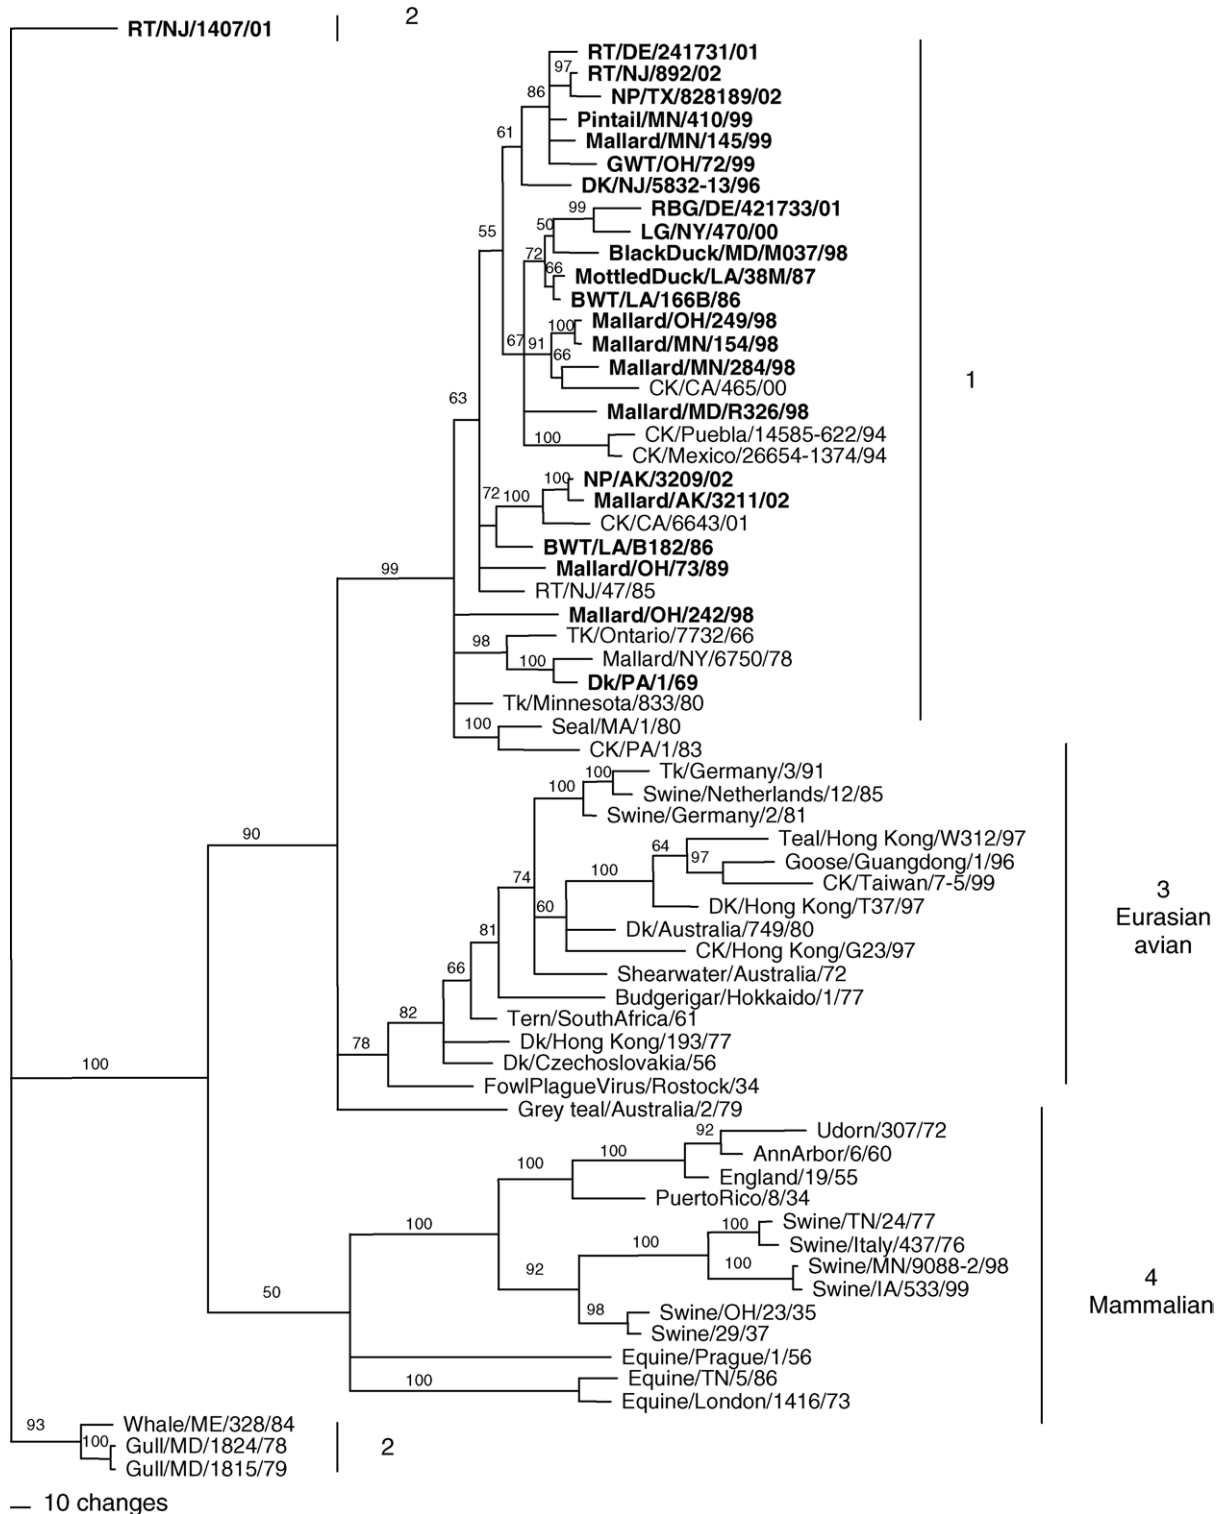 2
RT/NJ/1407/01
RT/DE/241731/01
97
RT/NJ/892/02
86
NP/TX/828189/02
Pintail/MN/410/99
61
Mallard/MN/145/99
GWT/OH/72/99
DK/NJ/5832-13/96
99
RBG/DE/421733/01
50
55
LG/NY/470/00
72
BlackDuck/MD/M037/98
66
MottledDuck/LA/38M/87
BWT/LA/166B/86
Mallard/OH/249/98
100
67
91
Mallard/MN/154/98
66
Mallard/MN/284/98
1
CK/CA/465/00
63
Mallard/MD/R326/98
100
CK/Puebla/14585-622/94
CK/Mexico/26654-1374/94
100
NP/AK/3209/02
72
100
Mallard/AK/3211/02
CK/CA/6643/01
BWT/LA/B182/86
99
Mallard/OH/73/89
RT/NJ/47/85
Mallard/OH/242/98
98
TK/Ontario/7732/66
100
Mallard/NY/6750/78
Dk/PA/1/69
Tk/Minnesota/833/80
100
Seal/MA/1/80
CK/PA/1/83
100
Tk/Germany/3/91
100
Swine/Netherlands/12/85
Swine/Germany/2/81
90
Teal/Hong Kong/W312/97
64
97
Goose/Guangdong/1/96
74
100
CK/Taiwan/7-5/99
3
60
DK/Hong Kong/T37/97
Eurasian
81
Dk/Australia/749/80
avian
CK/Hong Kong/G23/97
66
Shearwater/Australia/72
Budgerigar/Hokkaido/1/77
82
Tern/SouthAfrica/61
78
Dk/Hong Kong/193/77
100
Dk/Czechoslovakia/56
FowlPlagueVirus/Rostock/34
Grey teal/Australia/2/79
92
Udorn/307/72
100
AnnArbor/6/60
100
England/19/55
PuertoRico/8/34
100
100
Swine/TN/24/77
100
Swine/Italy/437/76
92
100
Swine/MN/9088-2/98
50
Swine/IA/533/99
4
98
Swine/OH/23/35
Mammalian
Swine/29/37
Equine/Prague/1/56
100
Equine/TN/5/86
Equine/London/1416/73
93
Whale/ME/328/84
100
Gull/MD/1824/78
2
Gull/MD/1815/79
10 changes